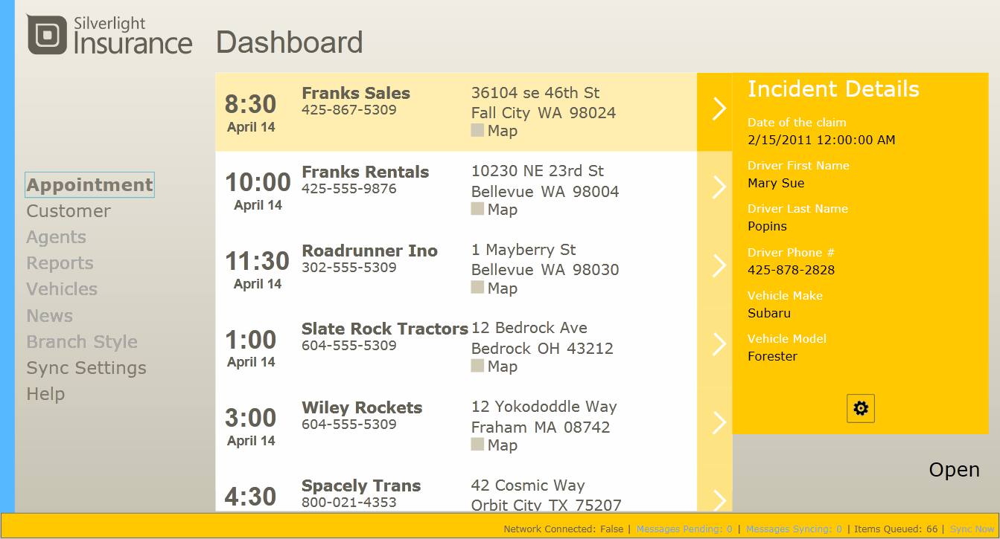 Silverlight
Insurance
Dashboard
Appointment
Customer
Agents
Reports
Vehicles
News
Branch Style
Sync Settings
Help
8:30
April 14
Franks Sales
425-867-5309
36104 se 46th St
Fall City WA 98024
Map
10:00
April 14
Franks Rentals
425-555-9876
10230 NE 23rd St
Bellevue WA 98004
Map
11:30
April 14
Roadrunner Ino
302-555-5309
1 Mayberry St
Bellevue WA 98030
Map
1:00
April 14
Slate Rock Tractors
604-555-5309
12 Bedrock Ave
Bedrock OH 43212
Map
3:00
April 14
Wiley Rockets
604-555-5309
12 Yokododdle Way
Fraham MA 08742
Map
4:30
Spacely Trans
800-021-4353
42 Cosmic Way
Orbit City TX 75207
Incident Details
Date of the claim
2/15/2011 12:00:00 AM
Driver First Name
Mary Sue
Driver Last Name
Popins
Driver Phone #
425-878-2828
Vehicle Make
Subaru
Vehicle Model
Forester
Open
Network Connected: False | Messages Pending: 0 | Messages Syncing: 0 | Items Queued: 66 | Sync Now